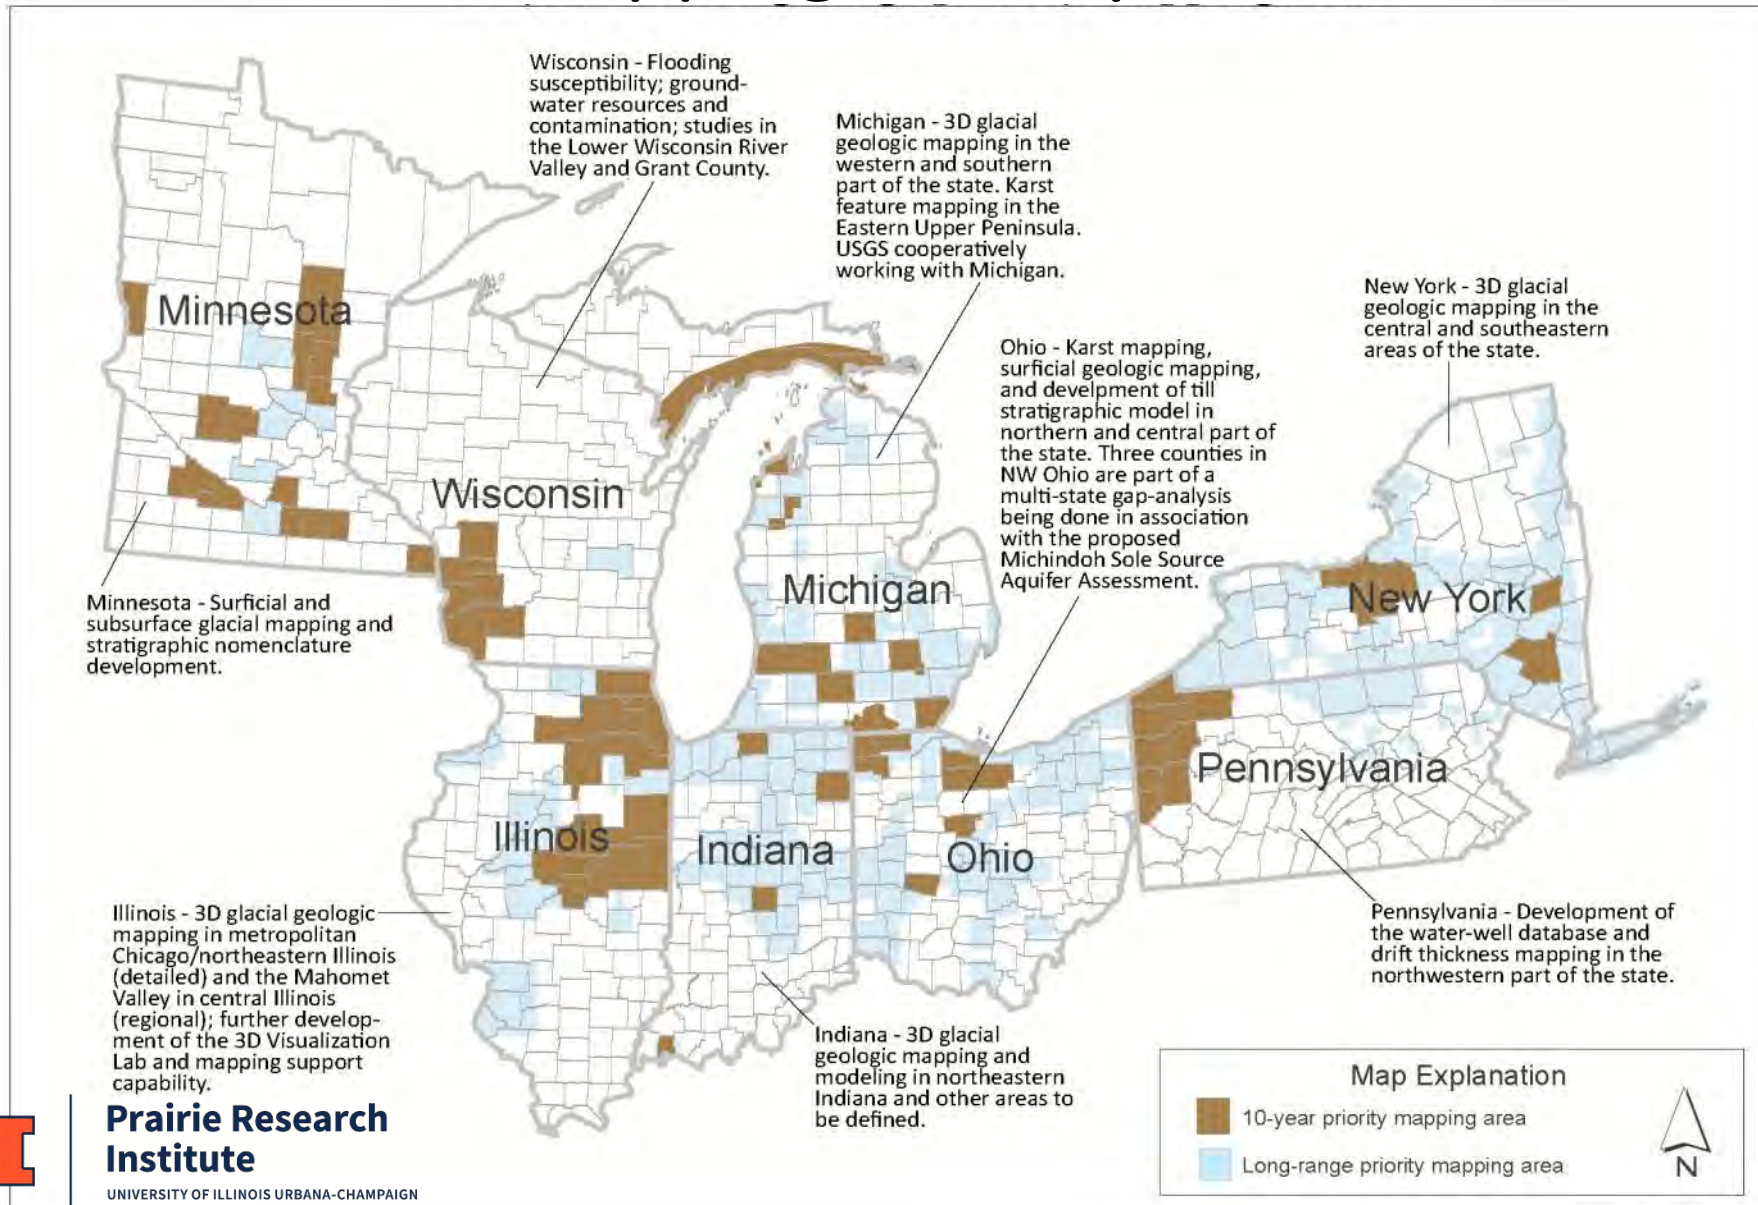 Wisconsin - Flooding
susceptibility; ground-
water resources and
contamination; studies in
the Lower Wisconsin River
Valley and Grant County.
Michigan - 3D glacial
geologic mapping in the
western and southern
part of the state. Karst
feature mapping in the
Eastern Upper Peninsula.
USGS cooperatively
working with Michigan.
New York - 3D glacial
geologic mapping in the
central and southeastern
areas of the state.
Ohio - Karst mapping,
surficial geologic mapping,
and develpment of till
stratigraphic model in
northern and central part of
the state. Three counties in
NW Ohio are part of a
multi-state gap-analysis
being done in association
with the proposed
Michindoh Sole Source
Aquifer Assessment.
Minnesota
Wisconsin
Michigan
New York
Minnesota - Surficial and
subsurface glacial mapping and
stratigraphic nomenclature
development.
Pennsylvania
Illinois
Indiana
Ohio
Illinois - 3D glacial geologic
mapping in metropolitan
Chicago/northeastern Illinois
(detailed) and the Mahomet
Valley in central Illinois
(regional); further develop-
ment of the 3D Visualization
Lab and mapping support
capability.
Pennsylvania - Development of
the water-well database and
drift thickness mapping in the
northwestern part of the state.
Indiana - 3D glacial
geologic mapping and
modeling in northeastern
Indiana and other areas to
be defined.
Map Explanation
10-year priority mapping area
Long-range priority mapping area
N
Prairie Research
Institute
UNIVERSITY OF ILLINOIS URBANA-CHAMPAIGN